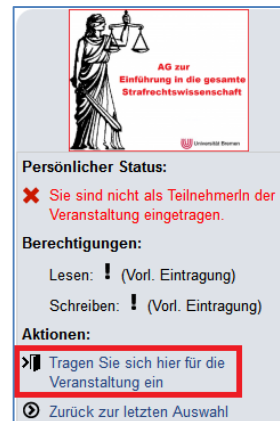 AG zur
Einführung in die gesamte
Strafrechtswissenschaft
Universität Bremen
Persönlicher Status:
Sie sind nicht als TeilnehmerIn der
Veranstaltung eingetragen.
Berechtigungen:
Lesen: ! (Vorl. Eintragung)
Schreiben: ! (Vorl. Eintragung)
Aktionen:
Tragen Sie sich hier für die
Veranstaltung ein
Zurück zur letzten Auswahl